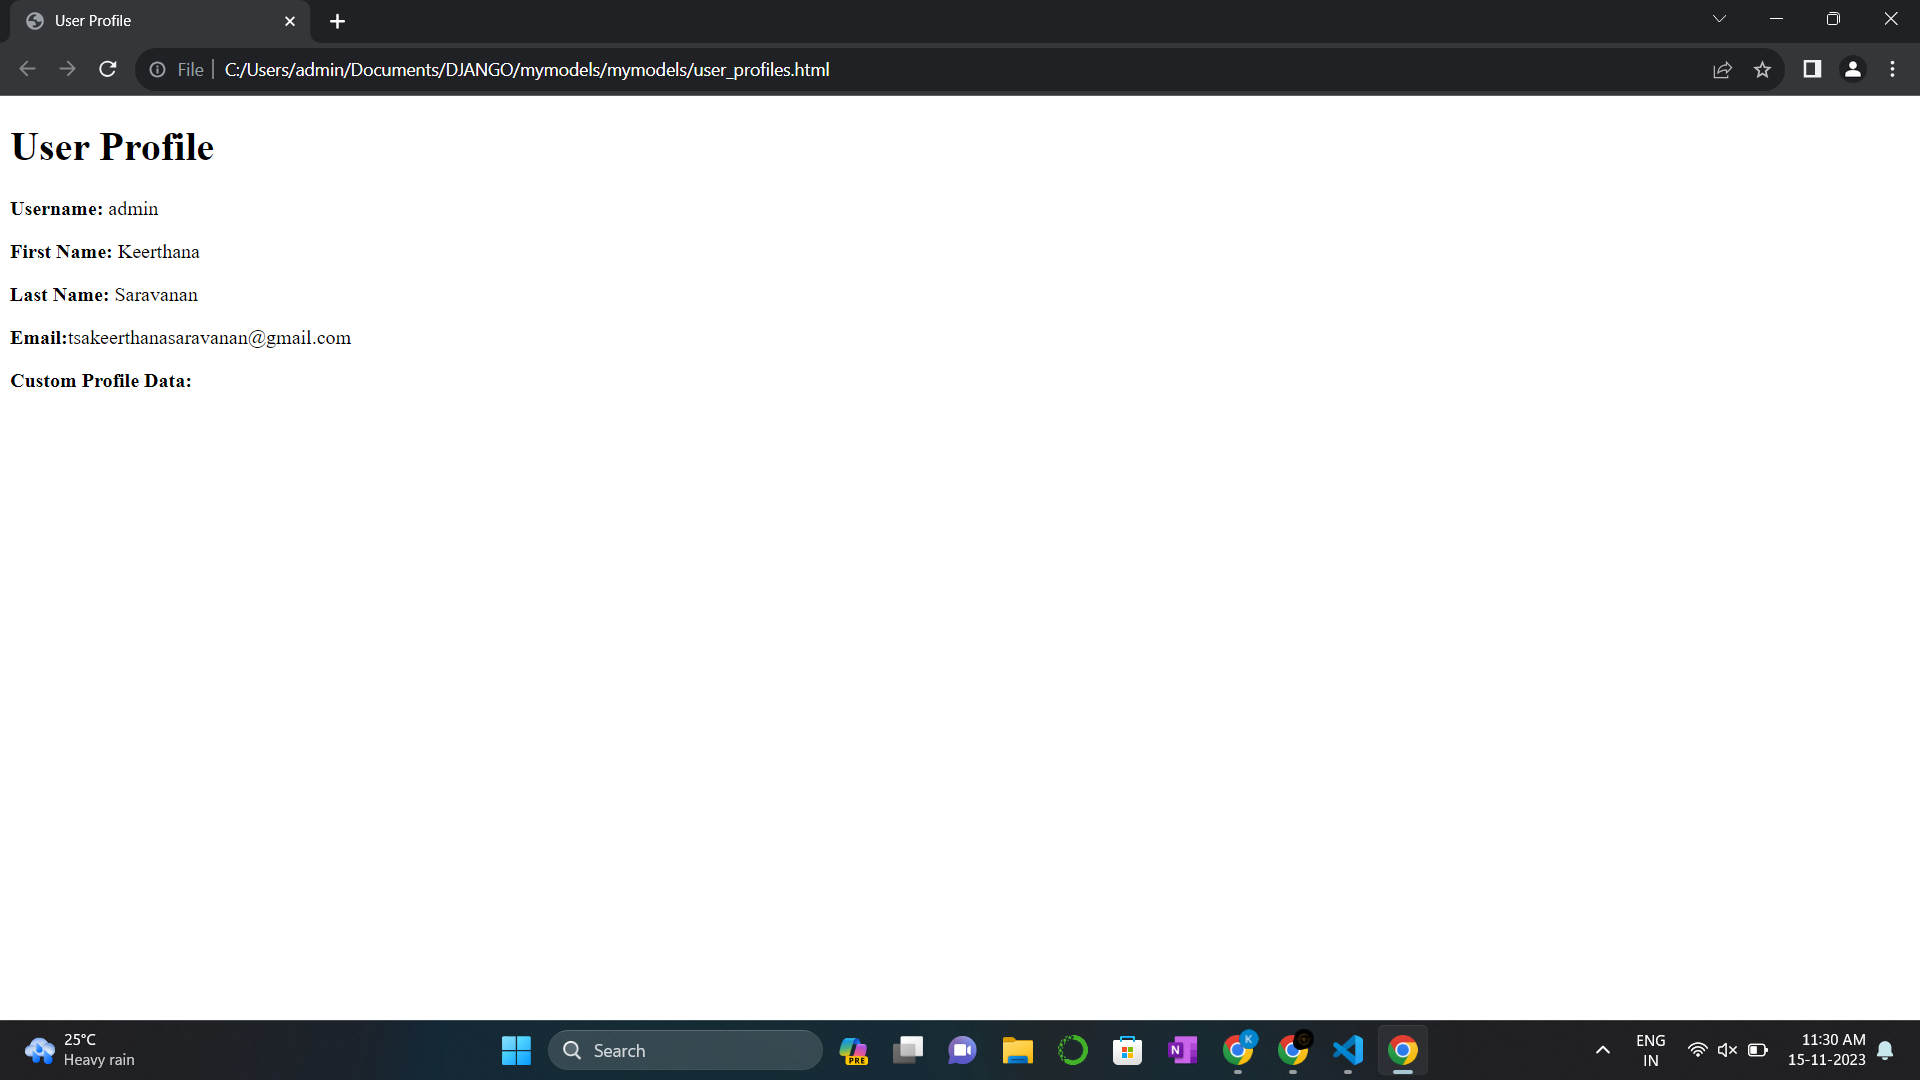 User Profile
File
C:/Users/admin/Documents/DJANGO/mymodels/mymodels/user_profiles.html
User Profile
Username: admin
First Name: Keerthana
Last Name: Saravanan
Email:tsakeerthanasaravanan@gmail.com
Custom Profile Data:
25°C
Heavy rain
Search
PRE
N
K
ENG
IN
11:30 AM
15-11-2023